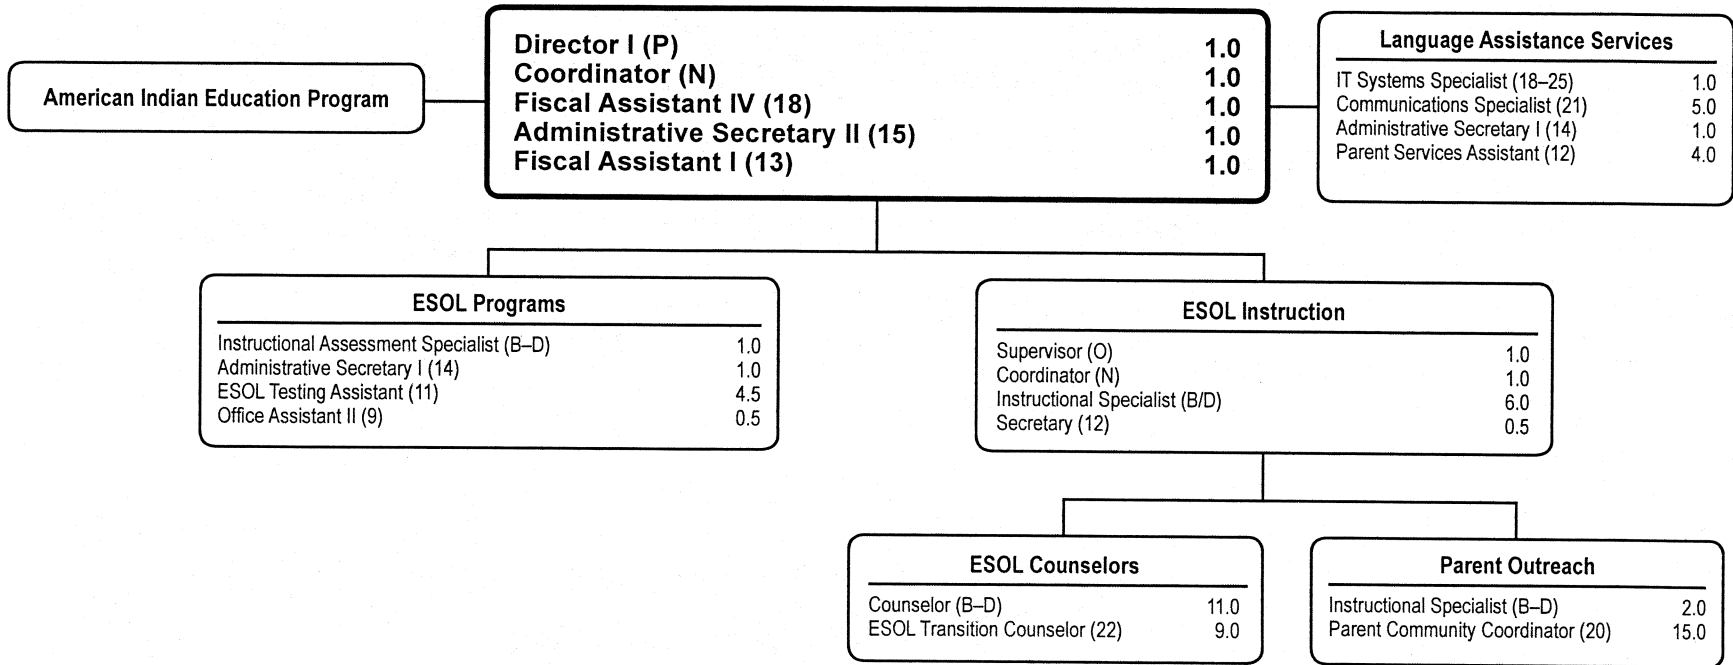 American Indian Education Program
Director I (P) 1.0
Coordinator (N) 1.0
Fiscal Assistant IV (18) 1.0
Administrative Secretary II (15) 1.0
Fiscal Assistant I (13) 1.0
Language Assistance Services
IT Systems Specialist (18–25) 1.0
Communications Specialist (21) 5.0
Administrative Secretary I (14) 1.0
Parent Services Assistant (12) 4.0
ESOL Programs
Instructional Assessment Specialist (B–D) 1.0
Administrative Secretary I (14) 1.0
ESOL Testing Assistant (11) 4.5
Office Assistant II (9) 0.5
ESOL Instruction
Supervisor (O) 1.0
Coordinator (N) 1.0
Instructional Specialist (B/D) 6.0
Secretary (12) 0.5
ESOL Counselors
Counselor (B–D) 11.0
ESOL Transition Counselor (22) 9.0
Parent Outreach
Instructional Specialist (B–D) 2.0
Parent Community Coordinator (20) 15.0